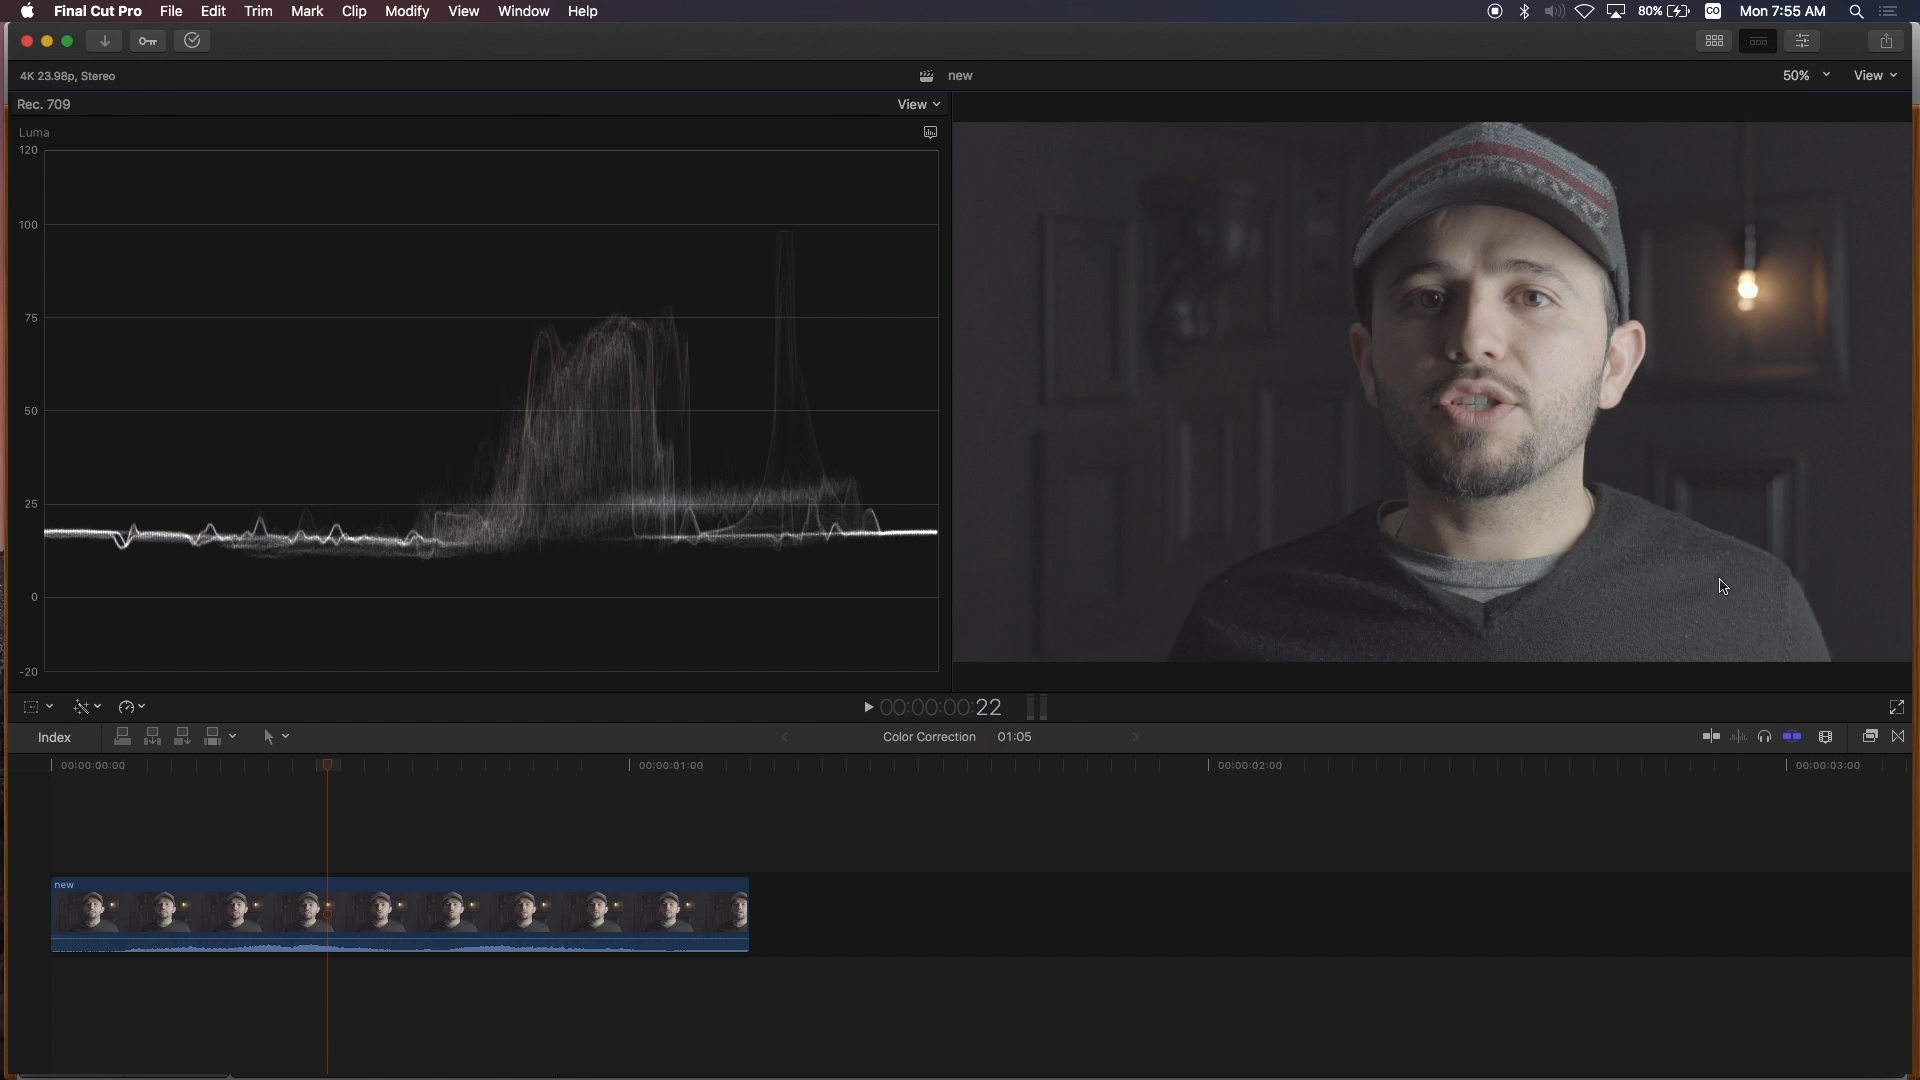 Final Cut Pro File Edit Trim Mark Clip Modify View Window Help 80% CO Mon 7:55 AM
4K 23.98p, Stereo new 50% View
Rec. 709 View
Luma
120
100
75
50
25
0
-20
00:00:00:22
Index Color Correction 01:05
00:00:00:00 00:00:01:00 00:00:02:00 00:00:03:00
new